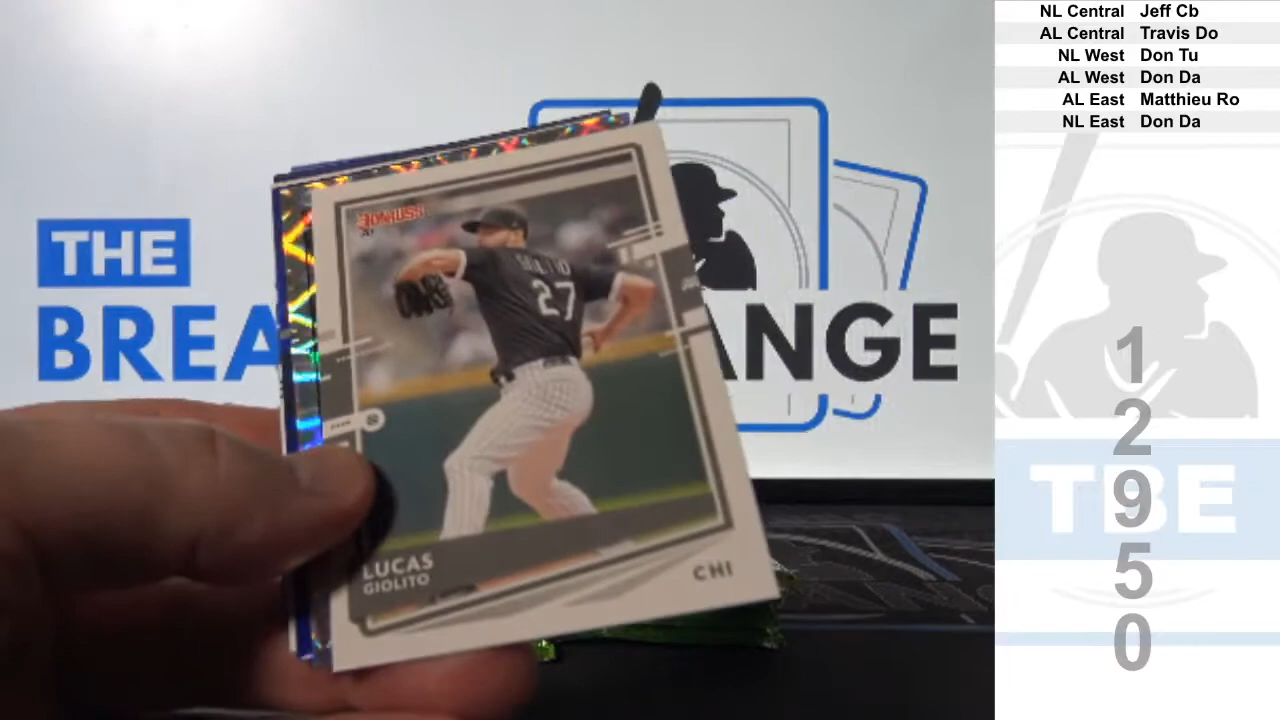 NL Central Jeff Cb
AL Central Travis Do
NL West Don Tu
AL West Don Da
AL East Matthieu Ro
NL East Don Da
THE
BREA
ANGE
DONRUSS
27
LUCAS
GIOLITO
CHI
TBE
1
2
9
5
0